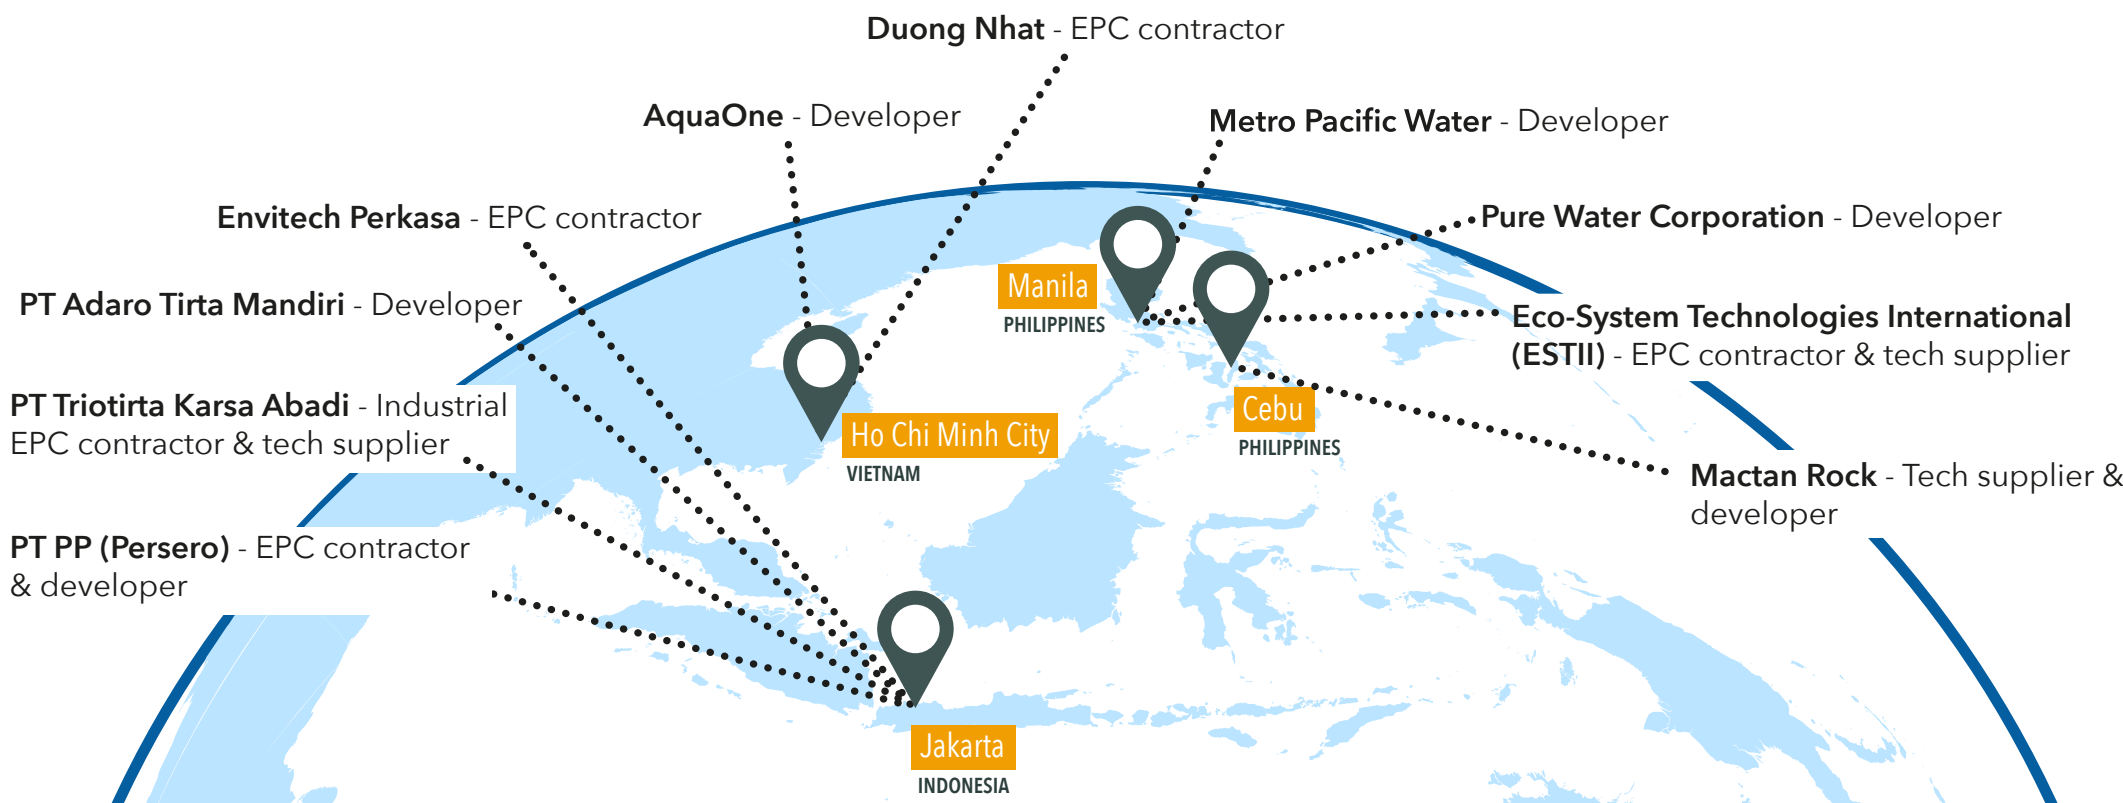 Duong Nhat - EPC contractor
AquaOne - Developer
Metro Pacific Water - Developer
Envitech Perkasa - EPC contractor
Pure Water Corporation - Developer
Manila
PHILIPPINES
PT Adaro Tirta Mandiri - Developer
Eco-System Technologies International
(ESTII) - EPC contractor & tech supplier
PT Triotirta Karsa Abadi - Industrial
EPC contractor & tech supplier
Cebu
PHILIPPINES
Ho Chi Minh City
VIETNAM
Mactan Rock - Tech supplier &
developer
PT PP (Persero) - EPC contractor
& developer
Jakarta
INDONESIA